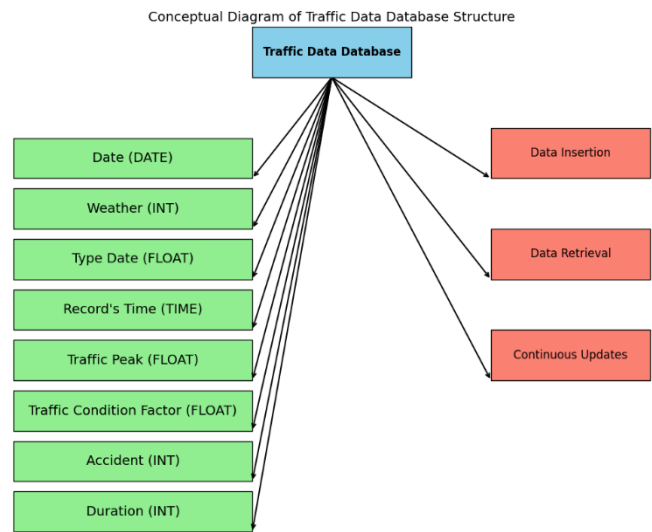 Conceptual Diagram of Traffic Data Database Structure
Traffic Data Database
Date (DATE)
Weather (INT)
Type Date (FLOAT)
Record's Time (TIME)
Traffic Peak (FLOAT)
Traffic Condition Factor (FLOAT)
Accident (INT)
Duration (INT)
Data Insertion
Data Retrieval
Continuous Updates